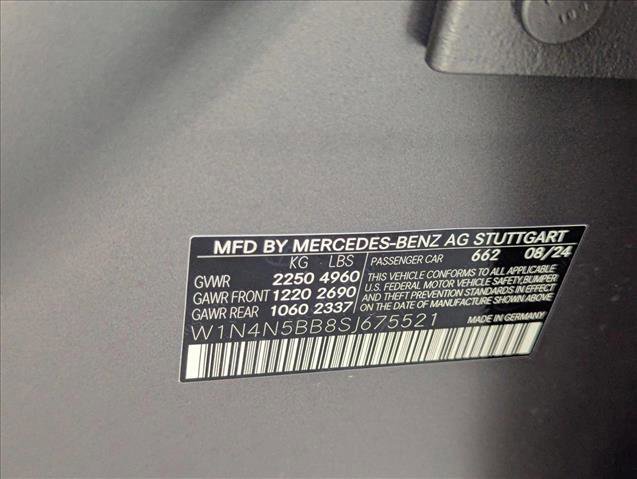 MFD BY MERCEDES-BENZ AG STUTTGART
KG LBS PASSENGER CAR 662 08/24
GVWR 2250 4960
GAWR FRONT 1220 2690
GAWR REAR 1060 2337
THIS VEHICLE CONFORMS TO ALL APPLICABLE
U.S. FEDERAL MOTOR VEHICLE SAFETY,BUMPER
AND THEFT PREVENTION STANDARDS IN EFFECT
ON THE DATE OF MANUFACTURE SHOWN ABOVE.
MADE IN GERMANY
W1N4N5BB8SJ675521